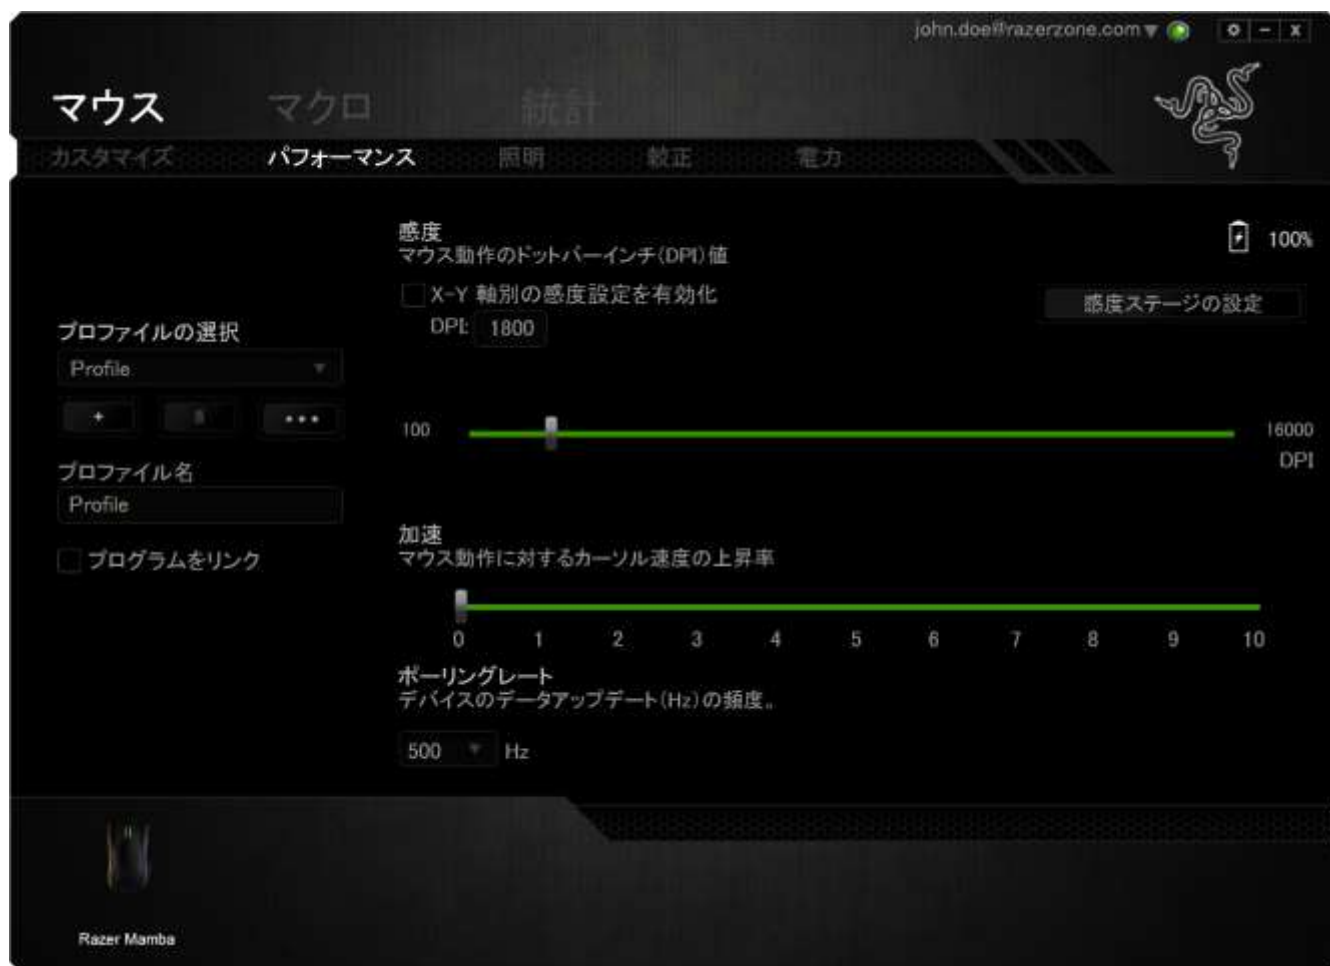 john.doe@razerzone.com
マウス マクロ 統計
カスタマイズ パフォーマンス 照明 較正 電力
感度
マウス動作のドットパーインチ(DPI)値
100%
X-Y 軸別の感度設定を有効化
感度ステージの設定
DPI: 1800
プロファイルの選択
Profile
100
16000
DPI
プロファイル名
Profile
プログラムをリンク
加速
マウス動作に対するカーソル速度の上昇率
0 1 2 3 4 5 6 7 8 9 10
ポーリングレート
デバイスのデータアップデート(Hz)の頻度。
500 Hz
Razer Mamba